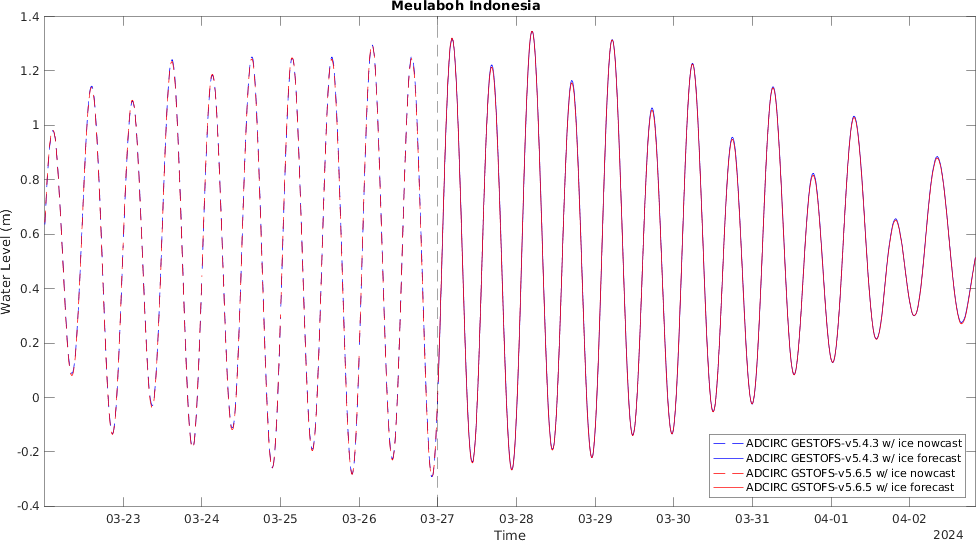 Meulaboh Indonesia
1.4
1.2
1
0.8
0.6
0.4
0.2
0
-0.2
-0.4
Water Level (m)
ADCIRC GESTOFS-v5.4.3 w/ ice nowcast
ADCIRC GESTOFS-v5.4.3 w/ ice forecast
ADCIRC GSTOFS-v5.6.5 w/ ice nowcast
ADCIRC GSTOFS-v5.6.5 w/ ice forecast
03-23 03-24 03-25 03-26 03-27 03-28 03-29 03-30 03-31 04-01 04-02
Time
2024